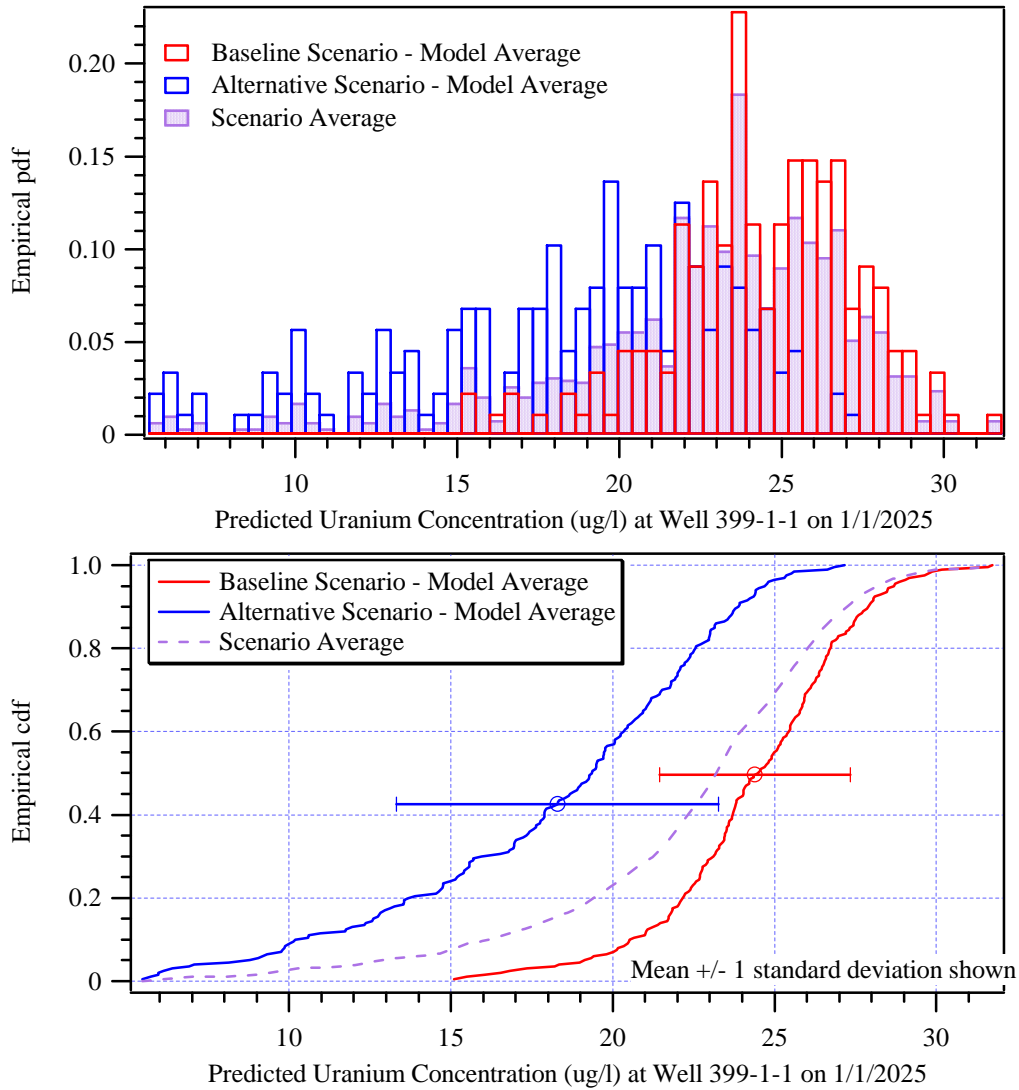 0.20
0.15
0.10
0.05
0
Empirical pdf
Baseline Scenario - Model Average
Alternative Scenario - Model Average
Scenario Average
10 15 20 25 30
Predicted Uranium Concentration (ug/l) at Well 399-1-1 on 1/1/2025
1.0
0.8
0.6
0.4
0.2
0
Empirical cdf
Baseline Scenario - Model Average
Alternative Scenario - Model Average
Scenario Average
Mean +/- 1 standard deviation shown
10 15 20 25 30
Predicted Uranium Concentration (ug/l) at Well 399-1-1 on 1/1/2025